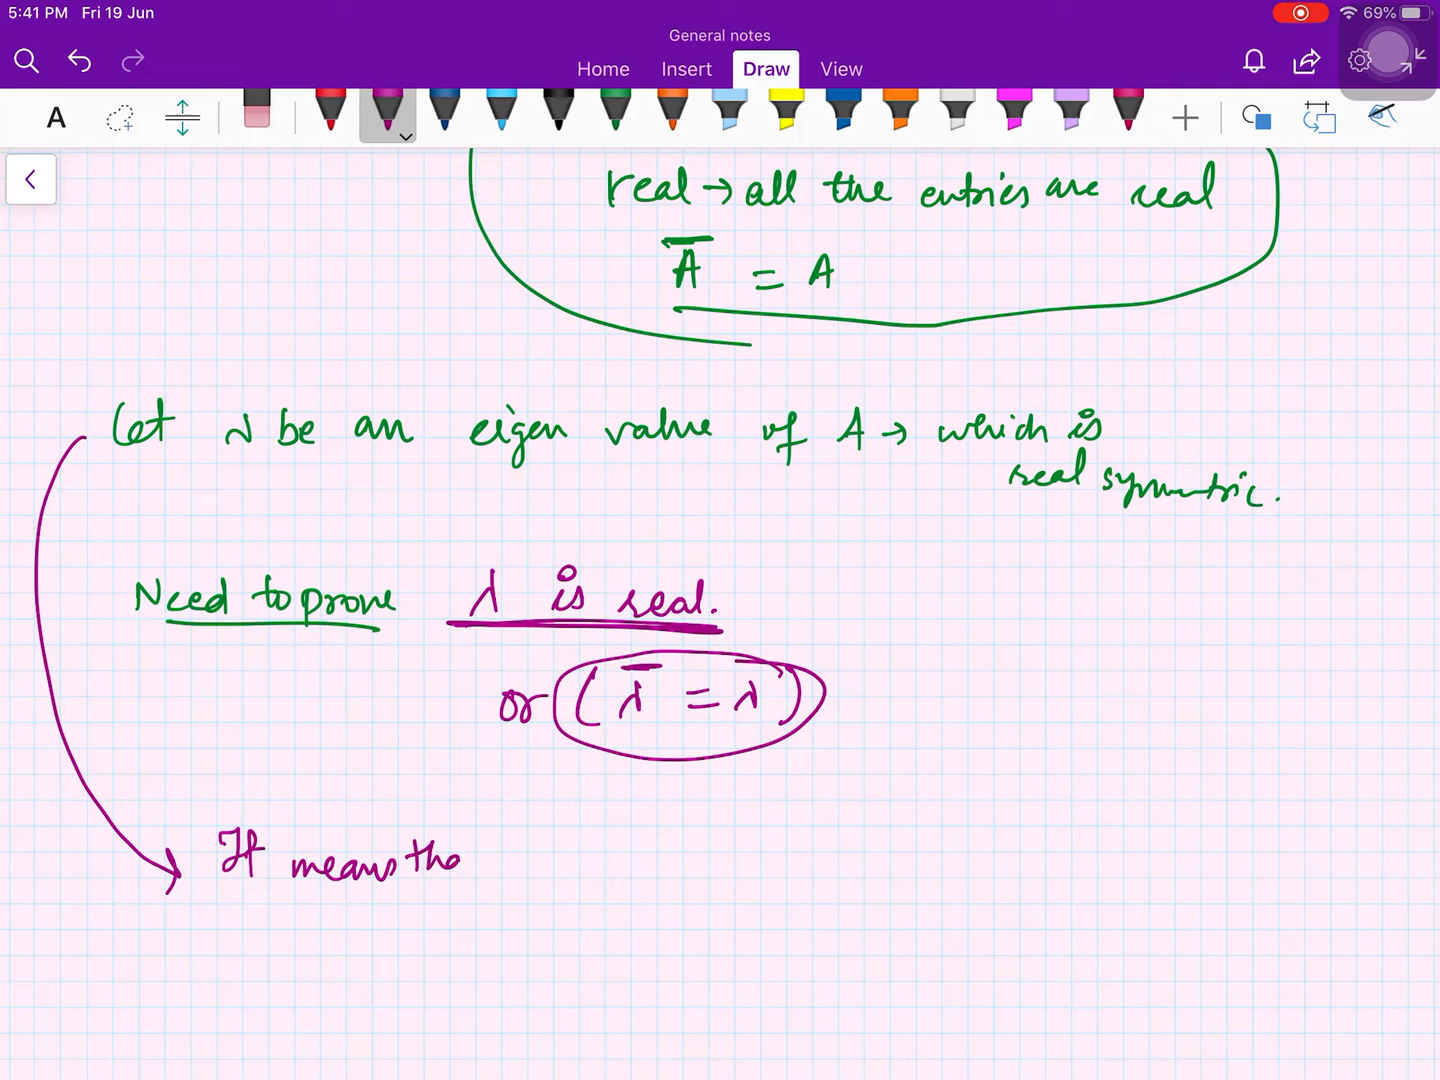 5:41 PM Fri 19 Jun
69%
General notes
Home Insert Draw View
A
real → all the entries are real
A̅ = A
Let λ be an eigen value of A → which is
real symmetric.
Need to prove λ is real.
or (λ̅ = λ)
It means tha